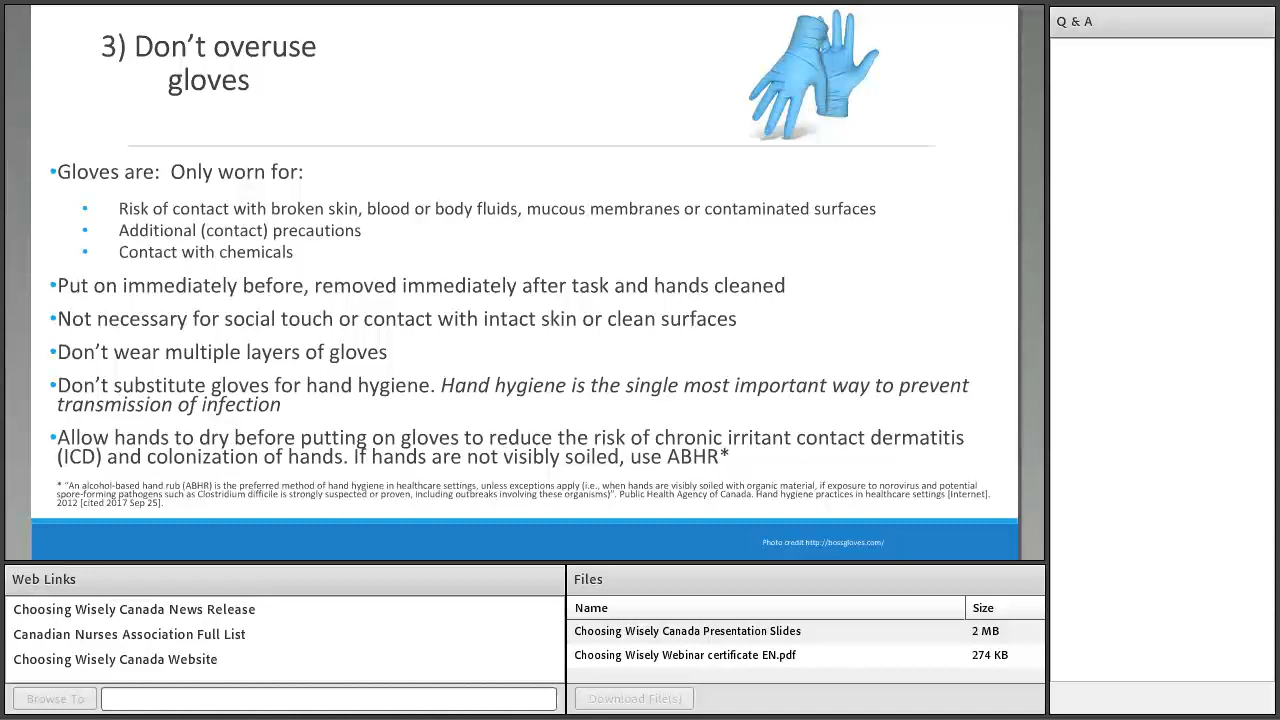 3) Don't overuse
gloves
•Gloves are:  Only worn for:
• Risk of contact with broken skin, blood or body fluids, mucous membranes or contaminated surfaces
• Additional (contact) precautions
• Contact with chemicals
•Put on immediately before, removed immediately after task and hands cleaned
•Not necessary for social touch or contact with intact skin or clean surfaces
•Don't wear multiple layers of gloves
•Don't substitute gloves for hand hygiene. Hand hygiene is the single most important way to prevent
transmission of infection
•Allow hands to dry before putting on gloves to reduce the risk of chronic irritant contact dermatitis
(ICD) and colonization of hands. If hands are not visibly soiled, use ABHR*
* "An alcohol-based hand rub (ABHR) is the preferred method of hand hygiene in healthcare settings, unless exceptions apply (i.e., when hands are visibly soiled with organic material, if exposure to norovirus and potential
spore-forming pathogens such as Clostridium difficile is strongly suspected or proven, including outbreaks involving these organisms)". Public Health Agency of Canada. Hand hygiene practices in healthcare settings [Internet].
2012 [cited 2017 Sep 25].
Photo credit http://bossgloves.com/
Q & A
Web Links
Choosing Wisely Canada News Release
Canadian Nurses Association Full List
Choosing Wisely Canada Website
Browse To
Files
Name Size
Choosing Wisely Canada Presentation Slides 2 MB
Choosing Wisely Webinar certificate EN.pdf 274 KB
Download File(s)